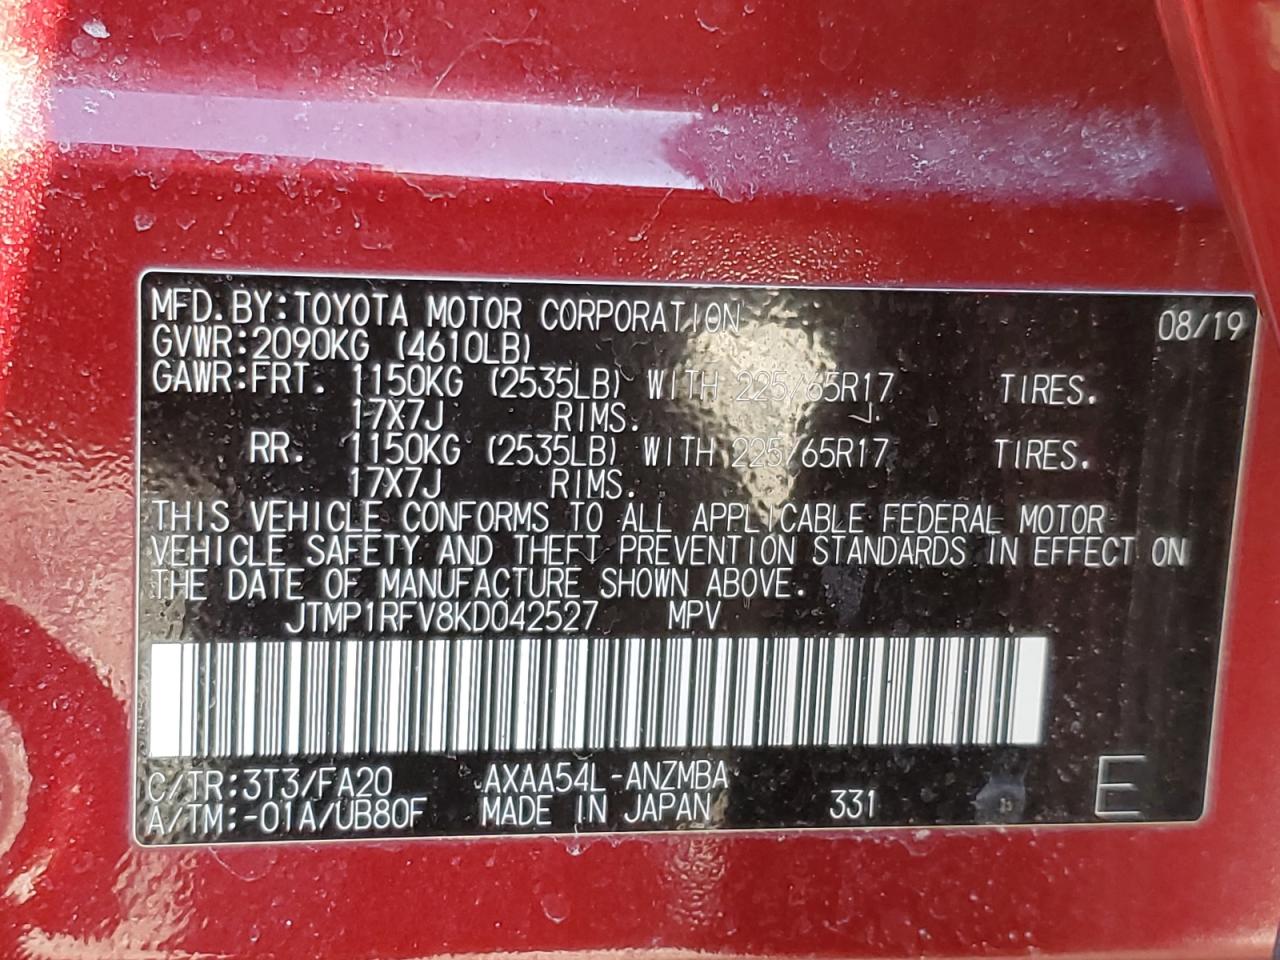 MFD.BY:TOYOTA MOTOR CORPORATION 08/19
GVWR:2090KG (4610LB)
GAWR:FRT. 1150KG (2535LB) WITH 225/65R17 TIRES.
17X7J RIMS.
RR. 1150KG (2535LB) WITH 225/65R17 TIRES.
17X7J RIMS.
THIS VEHICLE CONFORMS TO ALL APPLICABLE FEDERAL MOTOR
VEHICLE SAFETY AND THEFT PREVENTION STANDARDS IN EFFECT ON
THE DATE OF MANUFACTURE SHOWN ABOVE.
JTMP1RFV8KD042527 MPV
C/TR:3T3/FA20 AXAA54L-ANZMBA
A/TM:-01A/UB80F MADE IN JAPAN 331 E